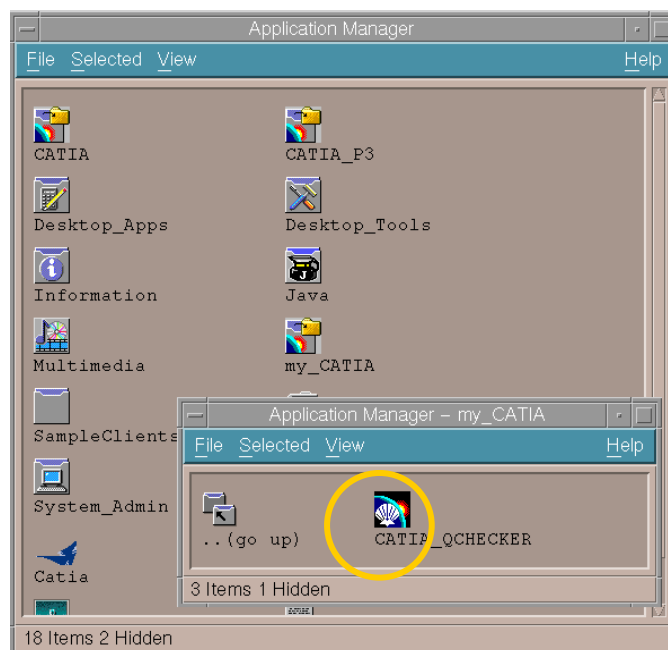 Application Manager
File Selected View Help
CATIA CATIA_P3
Desktop_Apps Desktop_Tools
Information Java
Multimedia my_CATIA
SampleClients
System_Admin
Catia
Application Manager – my_CATIA
File Selected View Help
..(go up) CATIA_QCHECKER
3 Items 1 Hidden
18 Items 2 Hidden